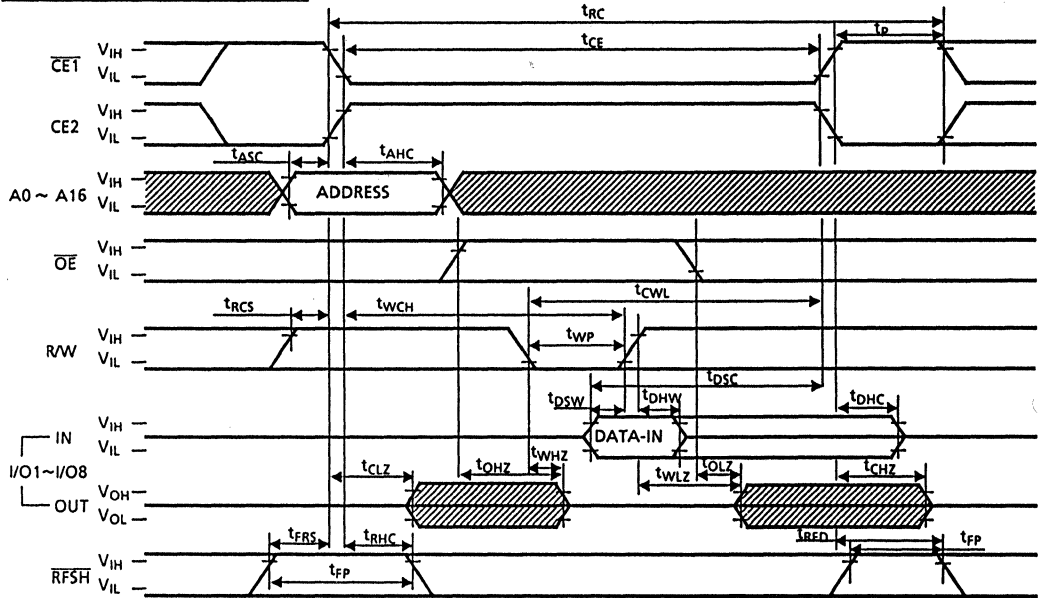 tRC
tCE
tP
CE1
VIH
VIL
CE2
VIH
VIL
tASC
tAHC
A0 ~ A16
VIH
VIL
ADDRESS
OE
VIH
VIL
tCWL
tRCS
tWCH
R/W
VIH
VIL
tWP
tDSC
tDSW
tDHW
tDHC
IN
VIH
VIL
DATA-IN
I/O1~I/O8
tCLZ
tOHZ
tWHZ
tWLZ
tOLZ
tCHZ
OUT
VOH
VOL
tFRS
tRHC
tRFD
tFP
RFSH
VIH
VIL
tFP